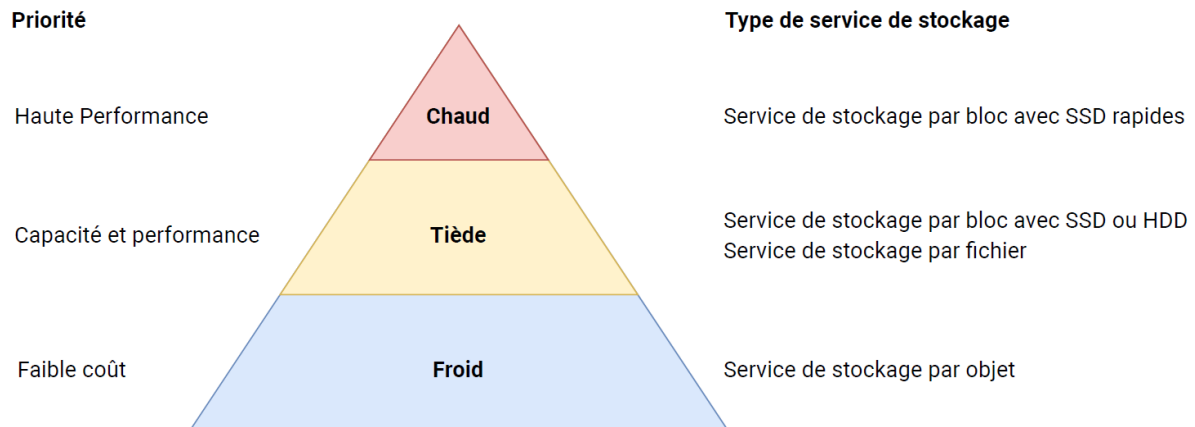 Priorité
Type de service de stockage
Haute Performance
Chaud
Service de stockage par bloc avec SSD rapides
Capacité et performance
Tiède
Service de stockage par bloc avec SSD ou HDD
Service de stockage par fichier
Faible coût
Froid
Service de stockage par objet